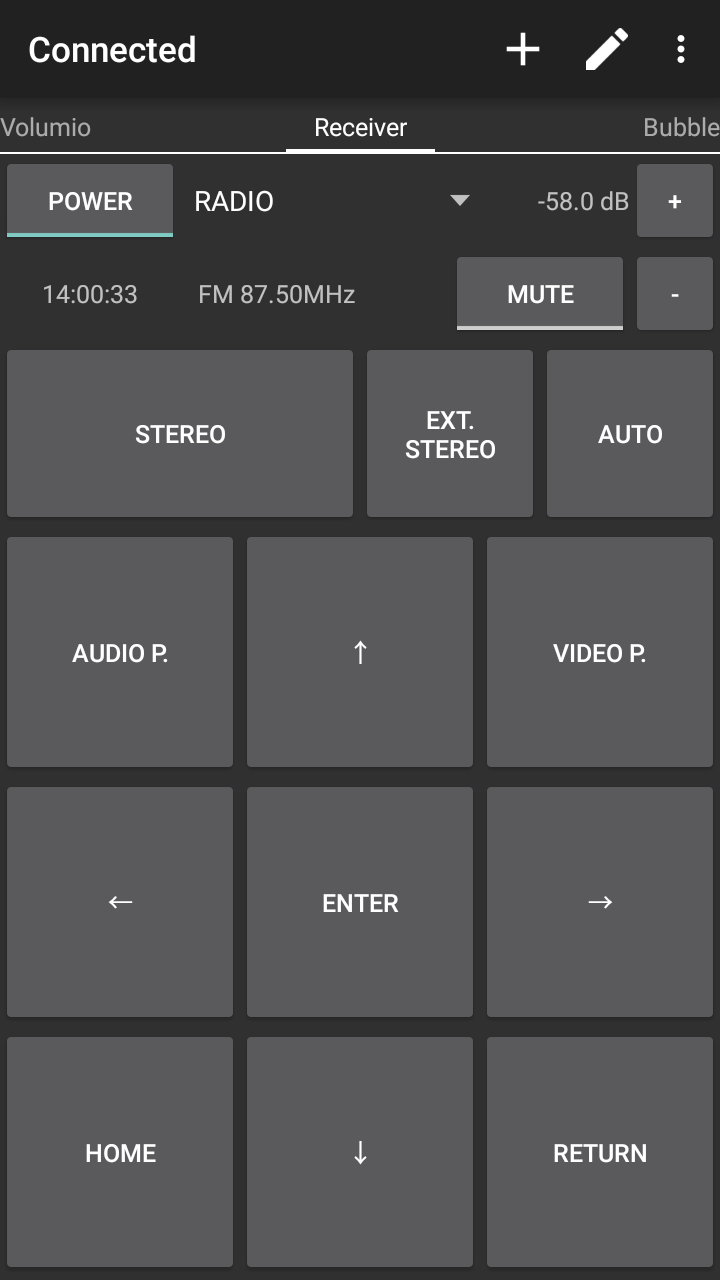 Connected
Volumio
Receiver
Bubble
POWER
RADIO
-58.0 dB
+
14:00:33
FM 87.50MHz
MUTE
-
STEREO
EXT.
STEREO
AUTO
AUDIO P.
↑
VIDEO P.
←
ENTER
→
HOME
↓
RETURN